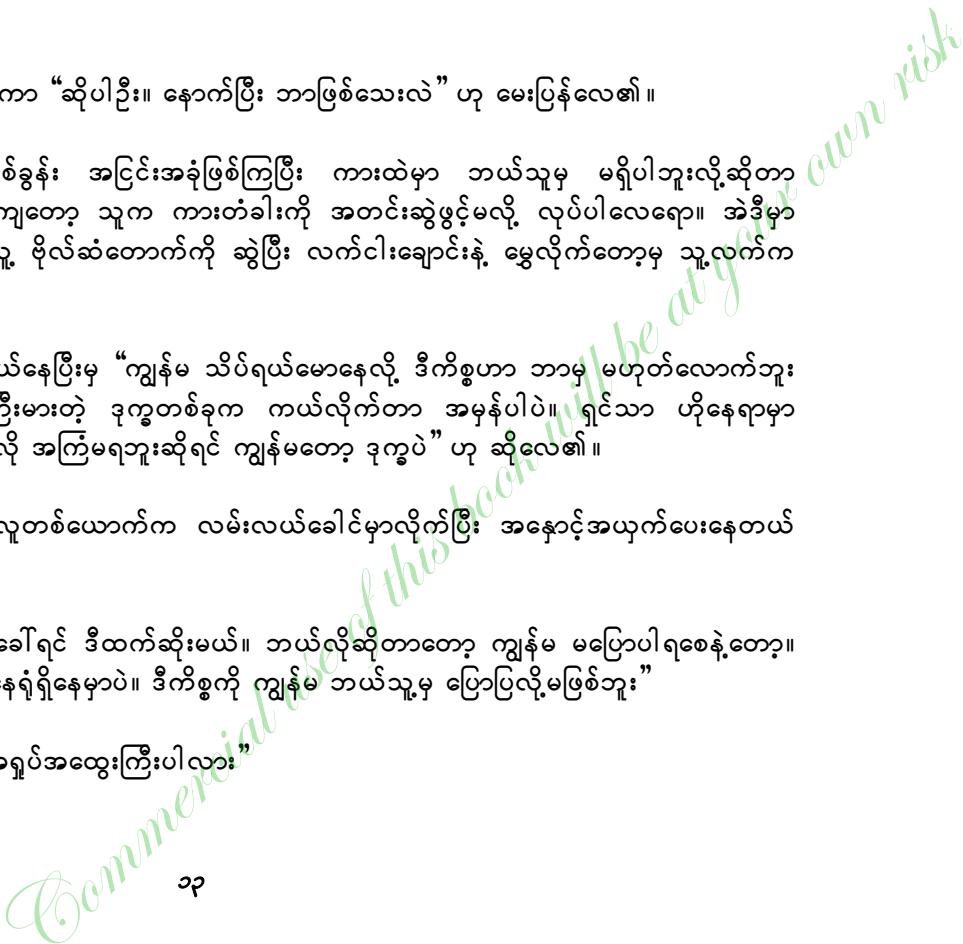 ကာ “ဆိုပါဦး။ နောက်ပြီး ဘာဖြစ်သေးလဲ” ဟု မေးပြန်လေ၏။
စ်ခွန်း အငြင်းအခုံဖြစ်ကြပြီး ကားထဲမှာ ဘယ်သူမှ မရှိပါဘူးလို့ဆိုတာ
ကျတော့ သူက ကားတံခါးကို အတင်းဆွဲဖွင့်မလို့ လုပ်ပါလေရော။ အဲဒီမှာ
သူ့ ဗိုလ်ဆံတောက်ကို ဆွဲပြီး လက်ငါးချောင်းနဲ့ မွှေလိုက်တော့မှ သူ့လက်က
ယ်နေပြီးမှ “ကျွန်မ သိပ်ရယ်မောနေလို့ ဒီကိစ္စဟာ ဘာမှ မဟုတ်လောက်ဘူး
ကြီးမားတဲ့ ဒုက္ခတစ်ခုက ကယ်လိုက်တာ အမှန်ပါပဲ။ ရှင်သာ ဟိုနေရာမှာ
လို အကြံမရဘူးဆိုရင် ကျွန်မတော့ ဒုက္ခပဲ” ဟု ဆိုလေ၏။
လူတစ်ယောက်က လမ်းလယ်ခေါင်မှာလိုက်ပြီး အနှောင့်အယှက်ပေးနေတယ်
ခေါ်ရင် ဒီထက်ဆိုးမယ်။ ဘယ်လိုဆိုတာတော့ ကျွန်မ မပြောပါရစေနဲ့တော့။
နေရုံရှိနေမှာပဲ။ ဒီကိစ္စကို ကျွန်မ ဘယ်သူ့မှ ပြောပြလို့မဖြစ်ဘူး”
အရှုပ်အထွေးကြီးပါလား”
၁၃
Commercial use of this book will be at your own risk